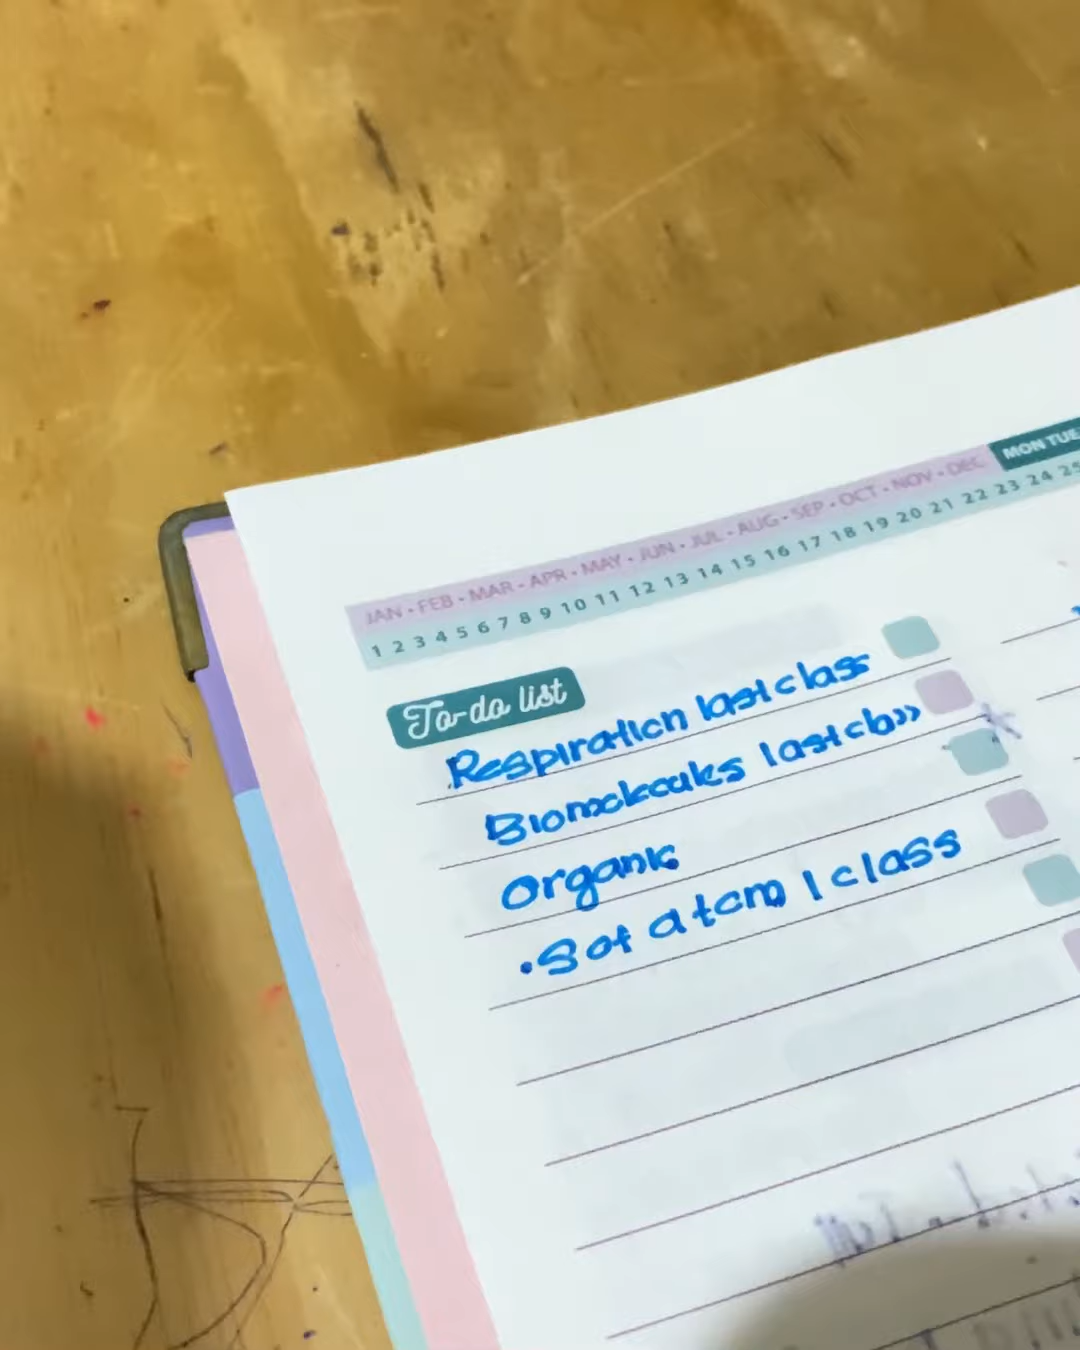 JAN • FEB • MAR • APR • MAY • JUN • JUL • AUG • SEP • OCT • NOV • DEC MON TUE
1 2 3 4 5 6 7 8 9 10 11 12 13 14 15 16 17 18 19 20 21 22 23 24 25
To-do list
Respiration last class
Biomolecules last
Organic
• S of atom 1 class